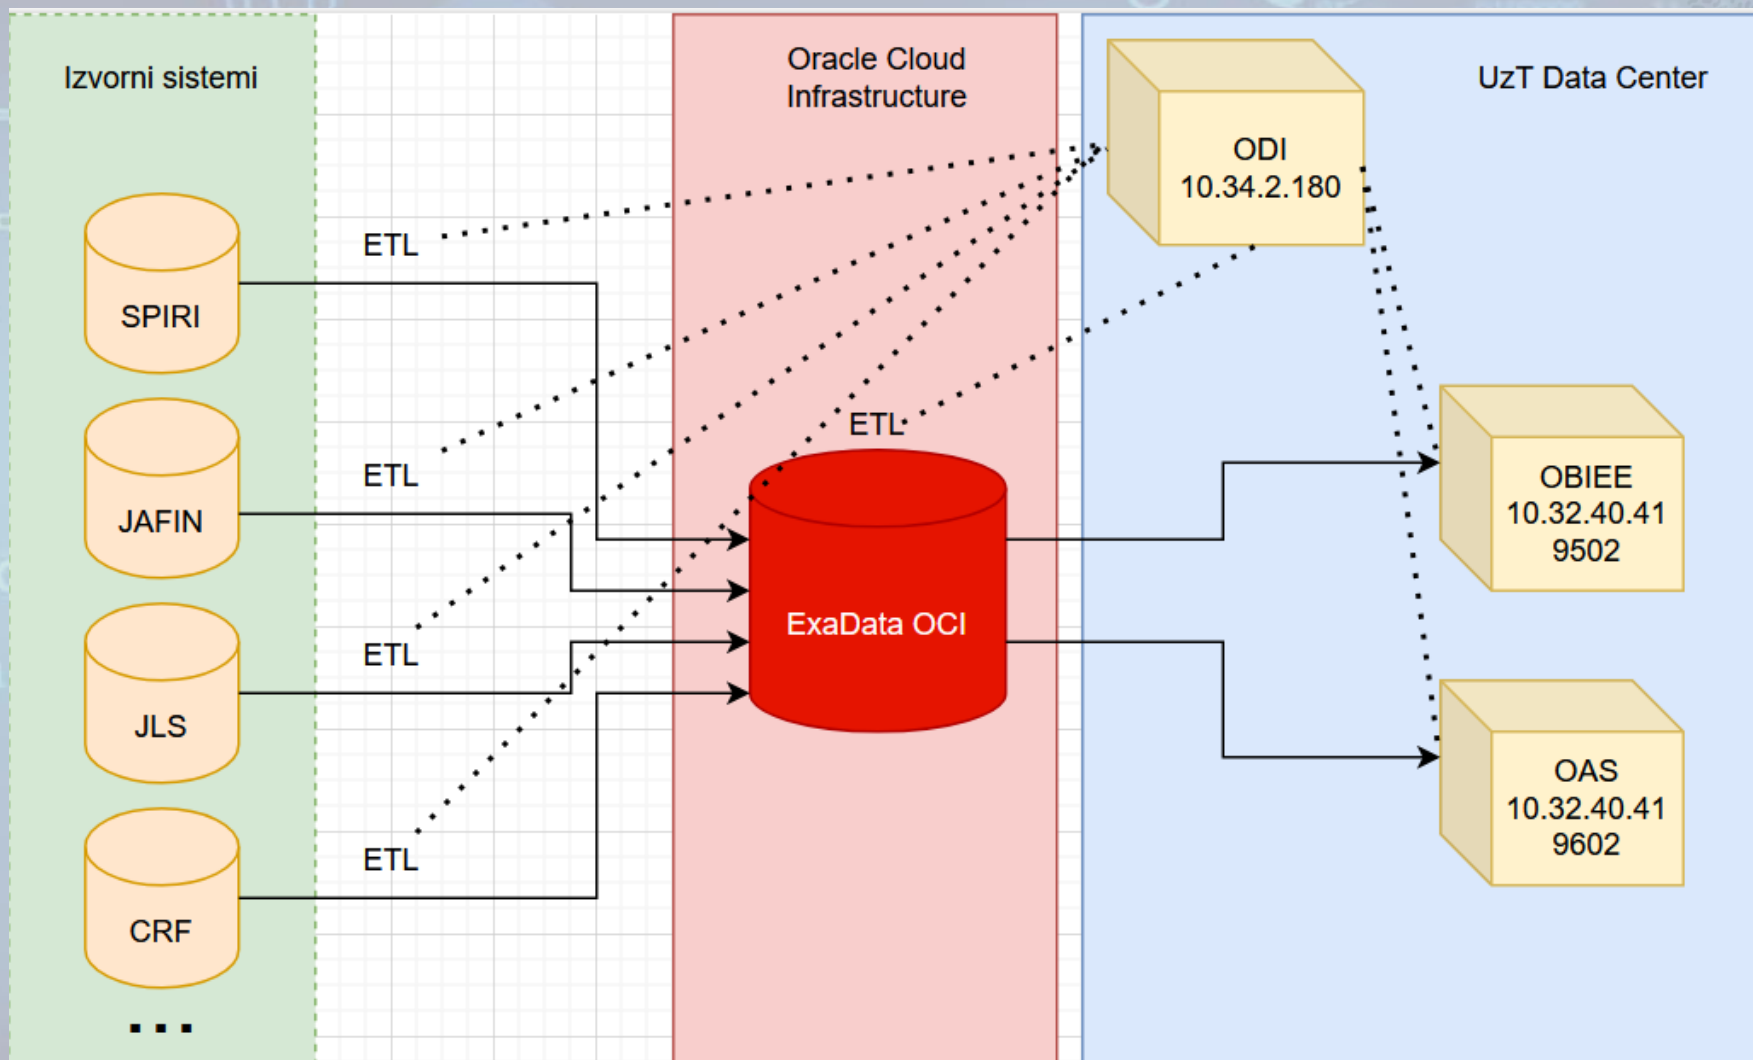 Izvorni sistemi
Oracle Cloud
Infrastructure
UzT Data Center
ODI
10.34.2.180
ETL
SPIRI
ETL
JAFIN
ETL
JLS
ETL
CRF
...
ETL
ExaData OCI
OBIEE
10.32.40.41
9502
OAS
10.32.40.41
9602